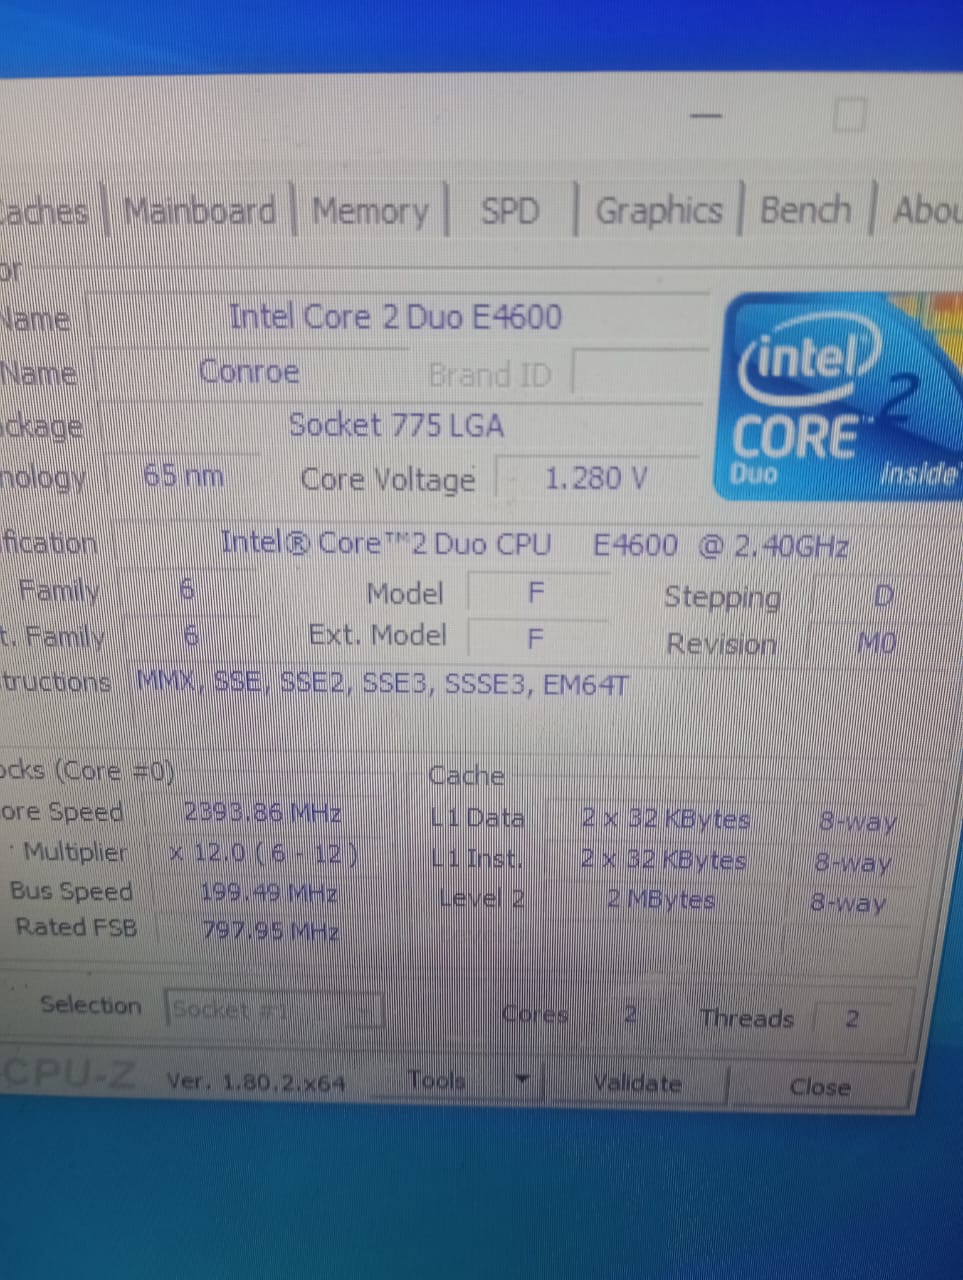 aches Mainboard Memory SPD Graphics Bench Abou
or
Name Intel Core 2 Duo E4600
Name Conroe Brand ID
ckage Socket 775 LGA
nology 65 nm Core Voltage 1.280 V
intel
CORE™ 2
Duo inside
fication Intel® Core™2 Duo CPU E4600 @ 2.40GHz
Family 6 Model F Stepping D
t. Family 6 Ext. Model F Revision M0
tructions MMX, SSE, SSE2, SSE3, SSSE3, EM64T
ocks (Core #0) Cache
ore Speed 2393.86 MHz L1 Data 2 x 32 KBytes 8-way
Multiplier x 12.0 ( 6 - 12 ) L1 Inst. 2 x 32 KBytes 8-way
Bus Speed 199.49 MHz Level 2 2 MBytes 8-way
Rated FSB 797.95 MHz
Selection Socket #1 Cores 2 Threads 2
CPU-Z Ver. 1.80.2.x64 Tools Validate Close